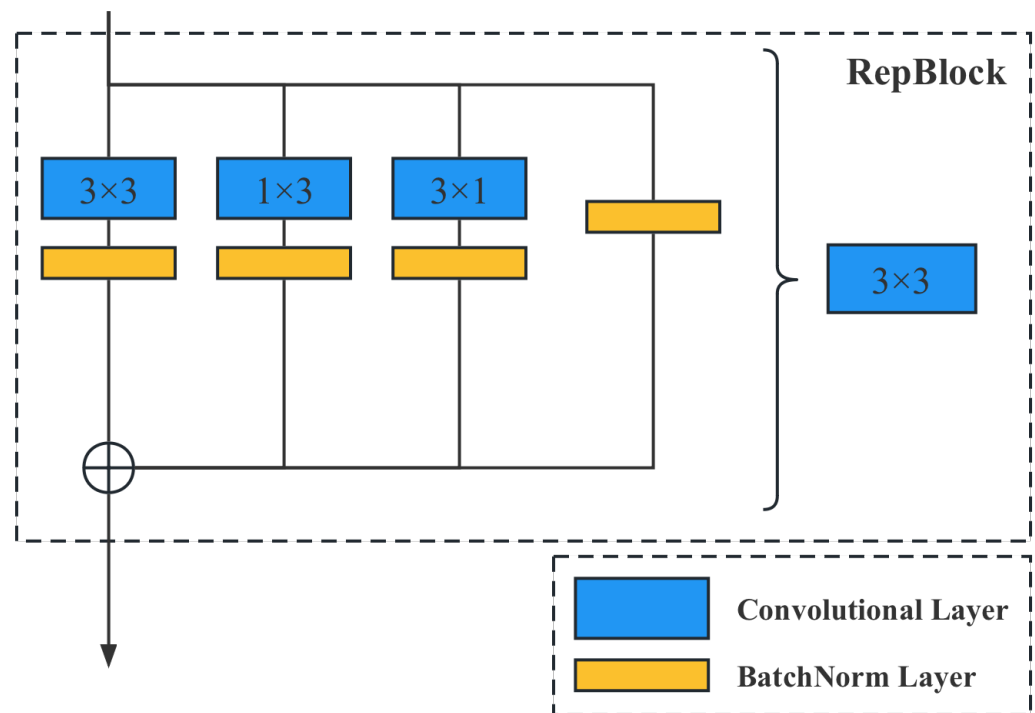 RepBlock
3×3
1×3
3×1
3×3
Convolutional Layer
BatchNorm Layer